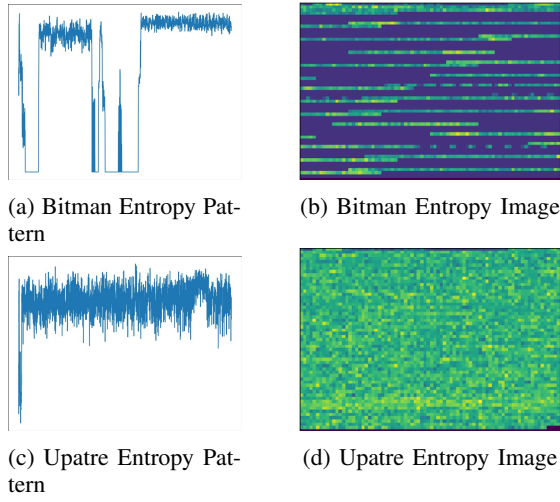 (a) Bitman Entropy Pat-
tern
(b) Bitman Entropy Image
(c) Upatre Entropy Pat-
tern
(d) Upatre Entropy Image